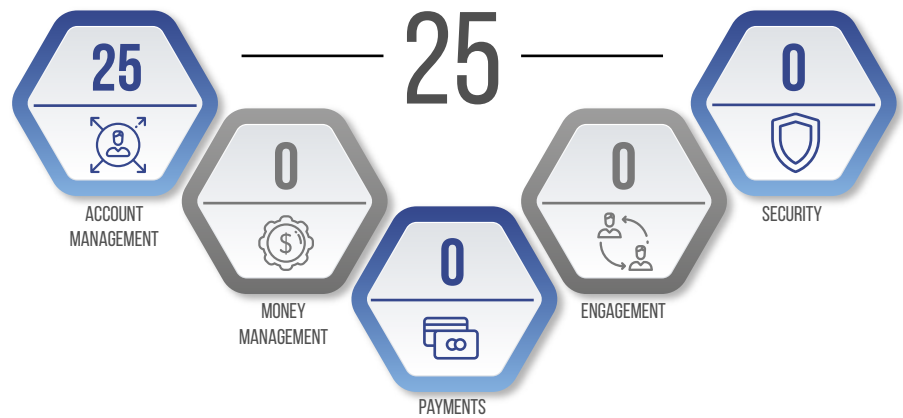 25
25
0
ACCOUNT
MANAGEMENT
0
$
MONEY
MANAGEMENT
0
PAYMENTS
0
ENGAGEMENT
SECURITY